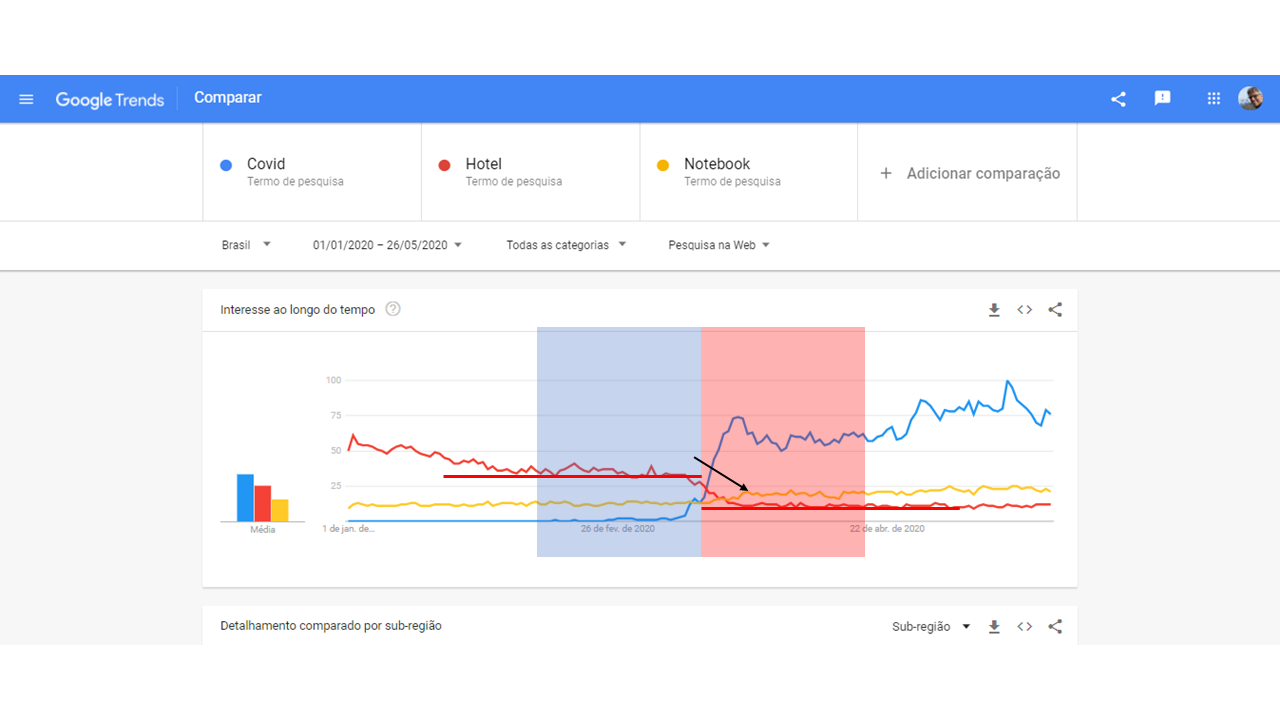 Google Trends Comparar
Covid
Termo de pesquisa
Hotel
Termo de pesquisa
Notebook
Termo de pesquisa
+ Adicionar comparação
Brasil 01/01/2020 – 26/05/2020 Todas as categorias Pesquisa na Web
Interesse ao longo do tempo ?
100
75
50
25
Média
1 de jan. de... 26 de fev. de 2020 22 de abr. de 2020
Detalhamento comparado por sub-região Sub-região